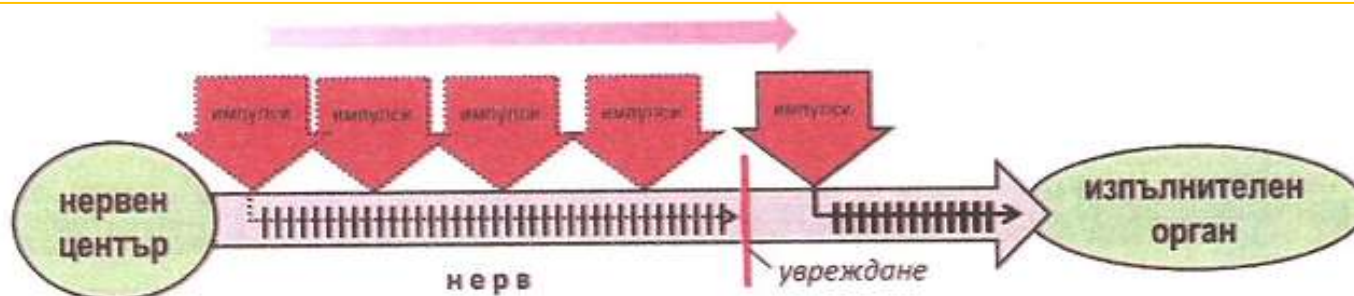 импулси
импулси
импулси
импулси
импулси
нервен
център
изпълнителен
орган
нерв
увреждане